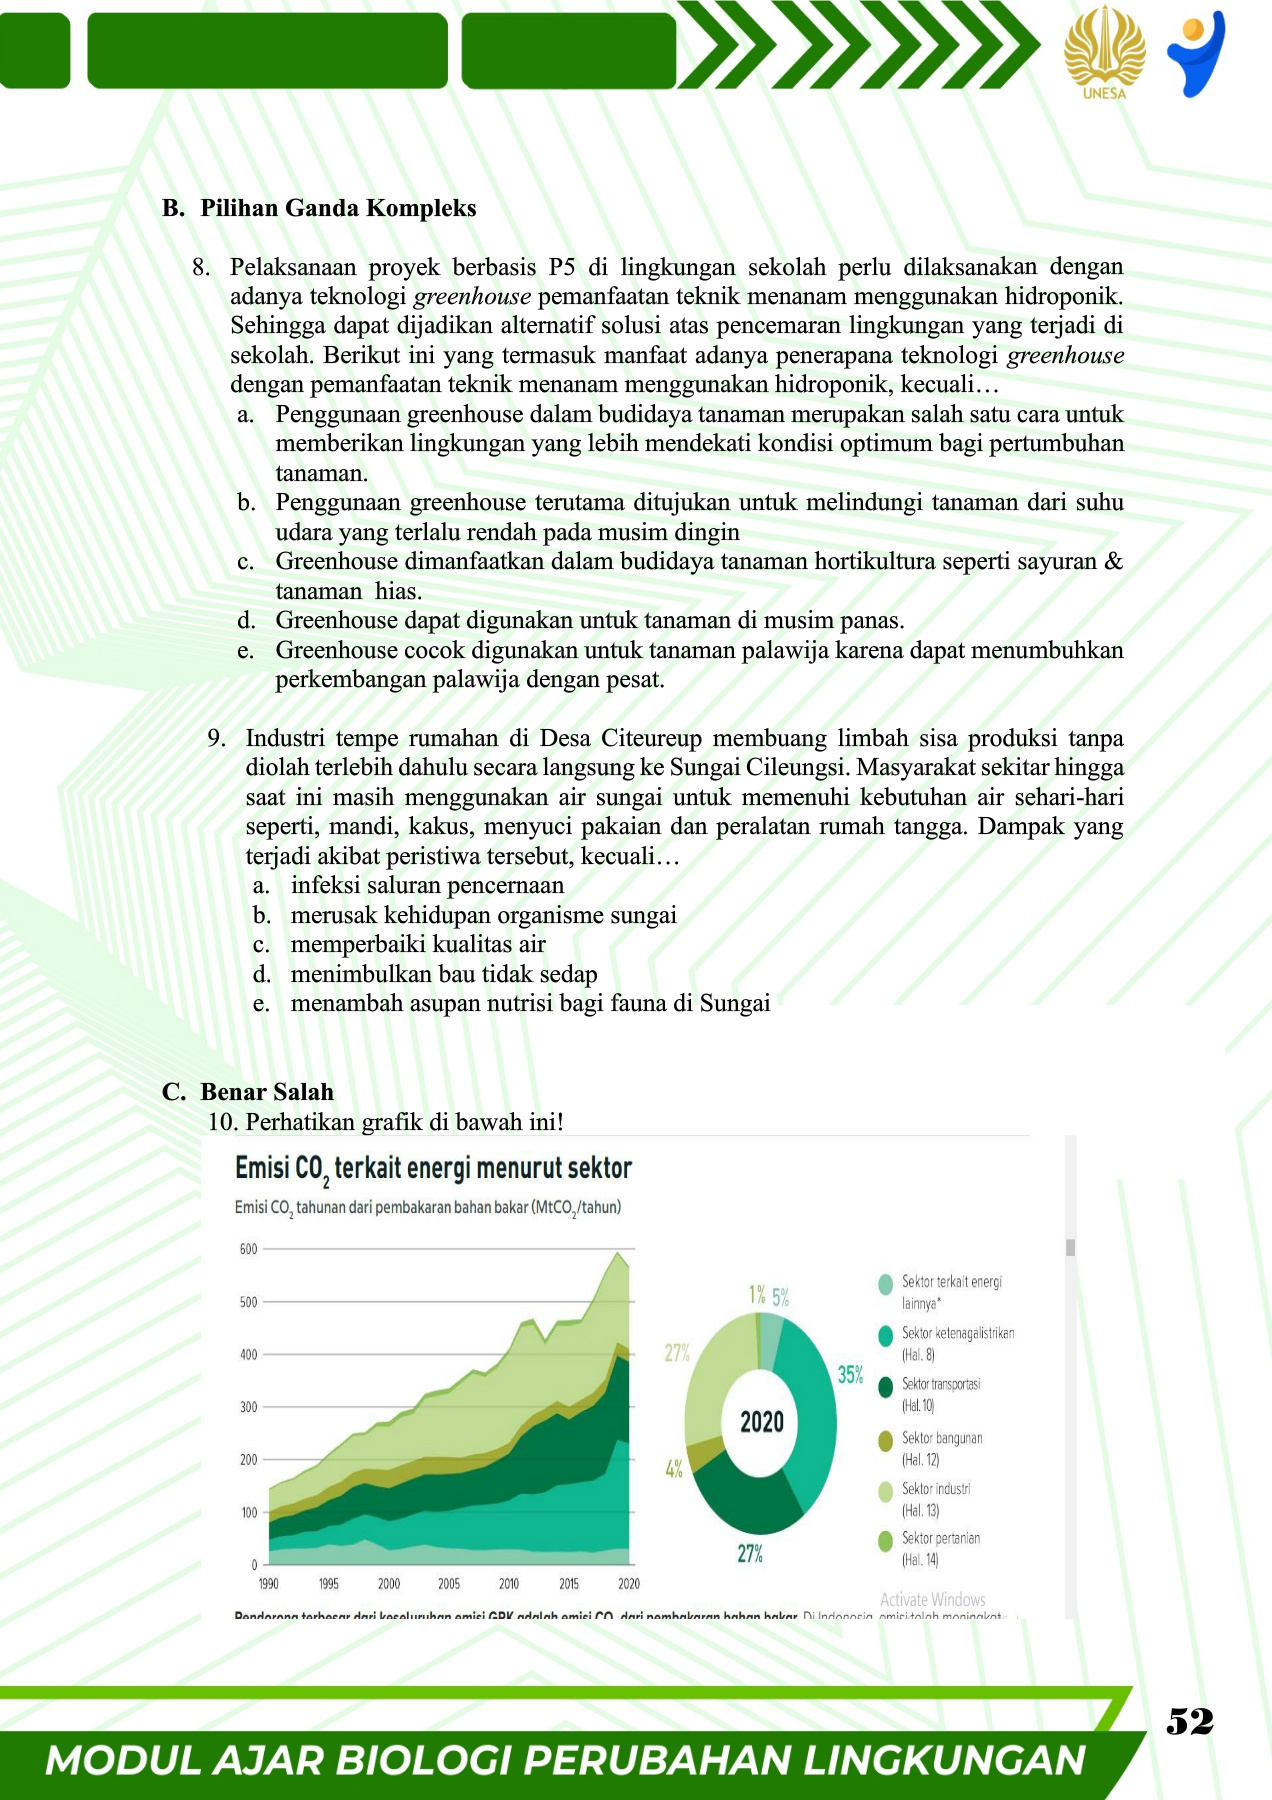 UNESA
B. Pilihan Ganda Kompleks
8. Pelaksanaan proyek berbasis P5 di lingkungan sekolah perlu dilaksanakan dengan
adanya teknologi greenhouse pemanfaatan teknik menanam menggunakan hidroponik.
Sehingga dapat dijadikan alternatif solusi atas pencemaran lingkungan yang terjadi di
sekolah. Berikut ini yang termasuk manfaat adanya penerapana teknologi greenhouse
dengan pemanfaatan teknik menanam menggunakan hidroponik, kecuali…
a. Penggunaan greenhouse dalam budidaya tanaman merupakan salah satu cara untuk
memberikan lingkungan yang lebih mendekati kondisi optimum bagi pertumbuhan
tanaman.
b. Penggunaan greenhouse terutama ditujukan untuk melindungi tanaman dari suhu
udara yang terlalu rendah pada musim dingin
c. Greenhouse dimanfaatkan dalam budidaya tanaman hortikultura seperti sayuran &
tanaman hias.
d. Greenhouse dapat digunakan untuk tanaman di musim panas.
e. Greenhouse cocok digunakan untuk tanaman palawija karena dapat menumbuhkan
perkembangan palawija dengan pesat.
9. Industri tempe rumahan di Desa Citeureup membuang limbah sisa produksi tanpa
diolah terlebih dahulu secara langsung ke Sungai Cileungsi. Masyarakat sekitar hingga
saat ini masih menggunakan air sungai untuk memenuhi kebutuhan air sehari-hari
seperti, mandi, kakus, menyuci pakaian dan peralatan rumah tangga. Dampak yang
terjadi akibat peristiwa tersebut, kecuali…
a. infeksi saluran pencernaan
b. merusak kehidupan organisme sungai
c. memperbaiki kualitas air
d. menimbulkan bau tidak sedap
e. menambah asupan nutrisi bagi fauna di Sungai
C. Benar Salah
10. Perhatikan grafik di bawah ini!
Emisi CO₂ terkait energi menurut sektor
Emisi CO₂ tahunan dari pembakaran bahan bakar (MtCO₂/tahun)
600
500
400
300
200
100
0
1990 1995 2000 2005 2010 2015 2020
1% 5%
27%
35%
2020
4%
27%
Sektor terkait energi
lainnya*
Sektor ketenagalistrikan
(Hal. 8)
Sektor transportasi
(Hal. 10)
Sektor bangunan
(Hal. 12)
Sektor industri
(Hal. 13)
Sektor pertanian
(Hal. 14)
Activate Windows
Pendorong terbesar dari keseluruhan emisi GRK adalah emisi CO₂ dari pembakaran bahan bakar. Di Indonesia, emisi telah meningkat
52
MODUL AJAR BIOLOGI PERUBAHAN LINGKUNGAN